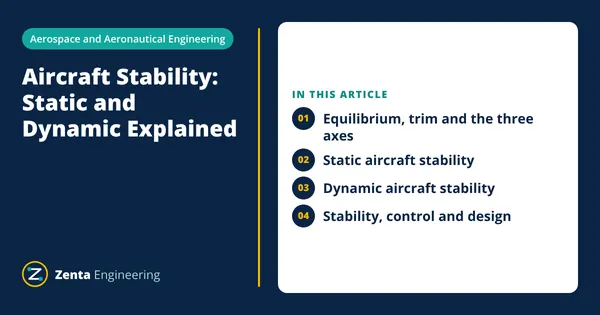 Aerospace and Aeronautical Engineering
Aircraft Stability:
Static and
Dynamic Explained
Zenta Engineering
IN THIS ARTICLE
01 Equilibrium, trim and the three
axes
02 Static aircraft stability
03 Dynamic aircraft stability
04 Stability, control and design